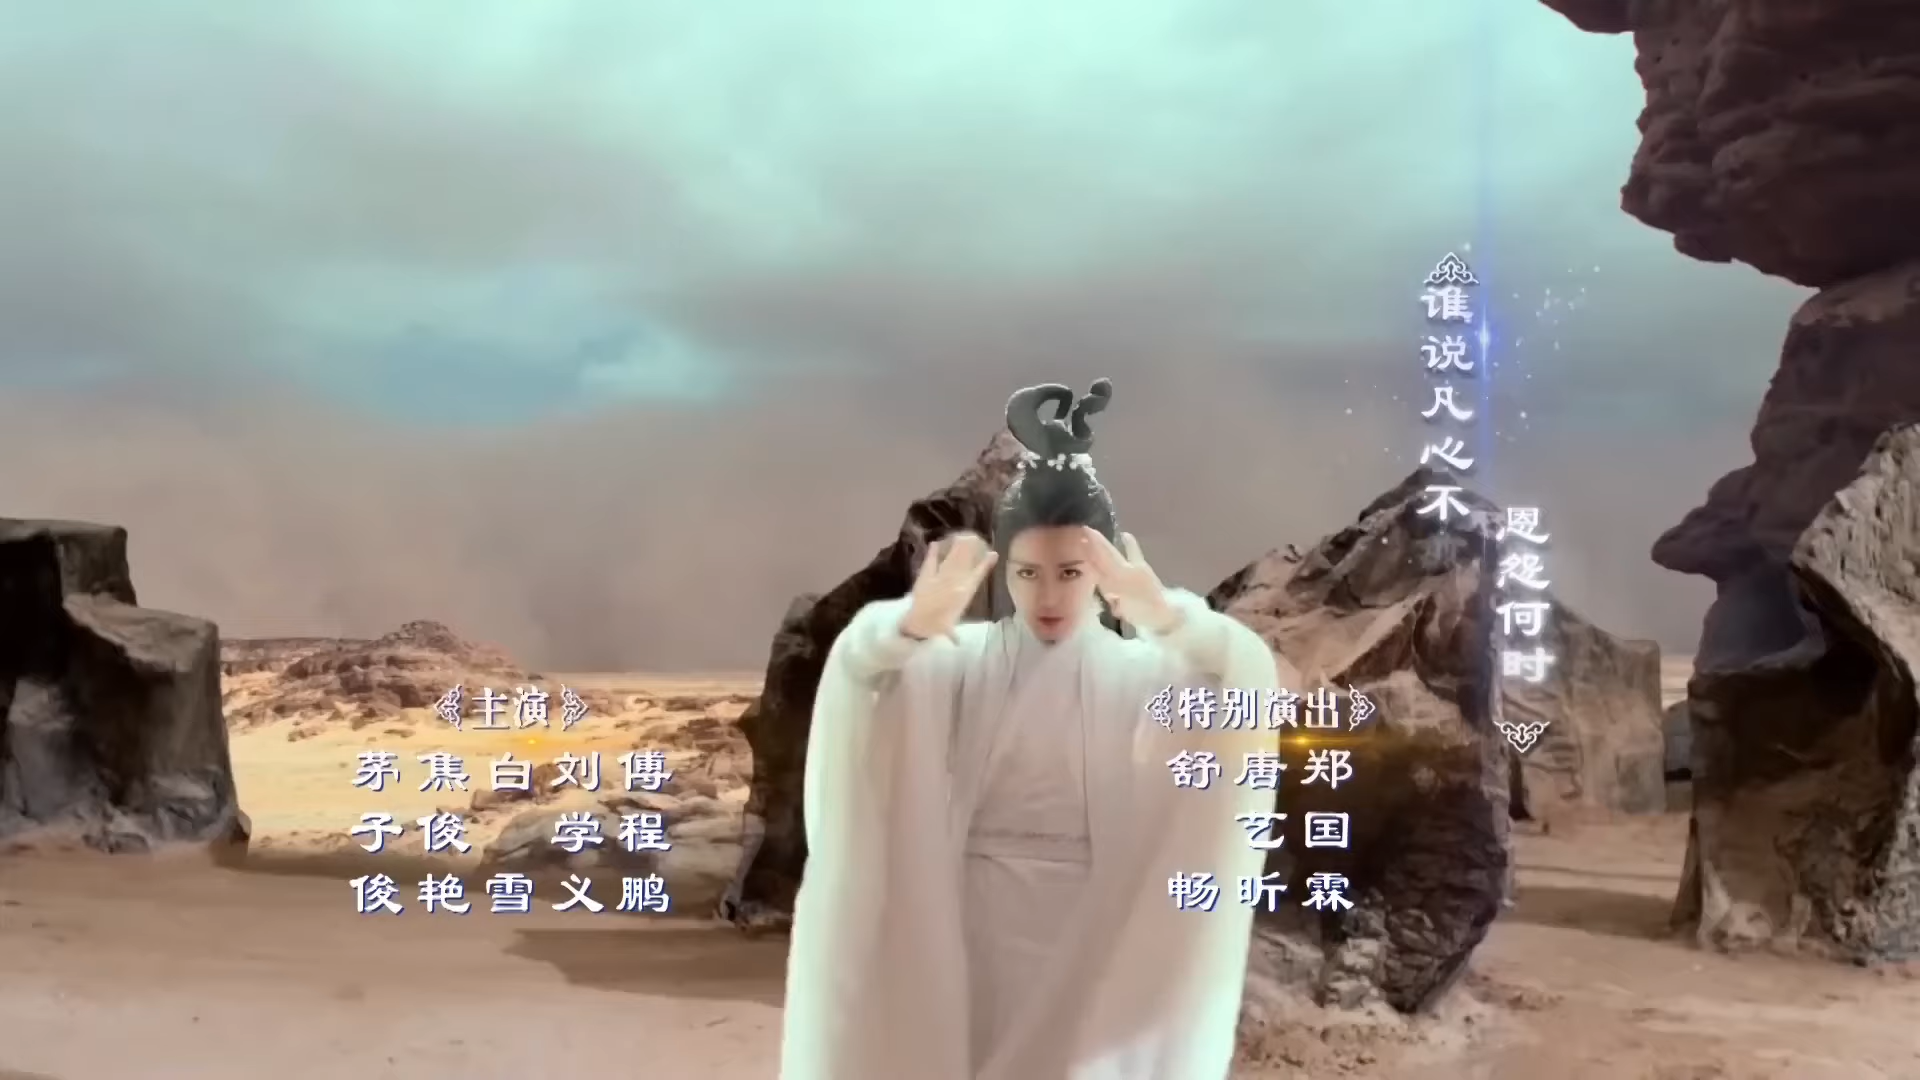 谁说凡心不
恩怨何时
主演
茅子俊
焦俊艳
白雪
刘学义
傅程鹏
特别演出
舒畅
唐艺昕
郑国霖